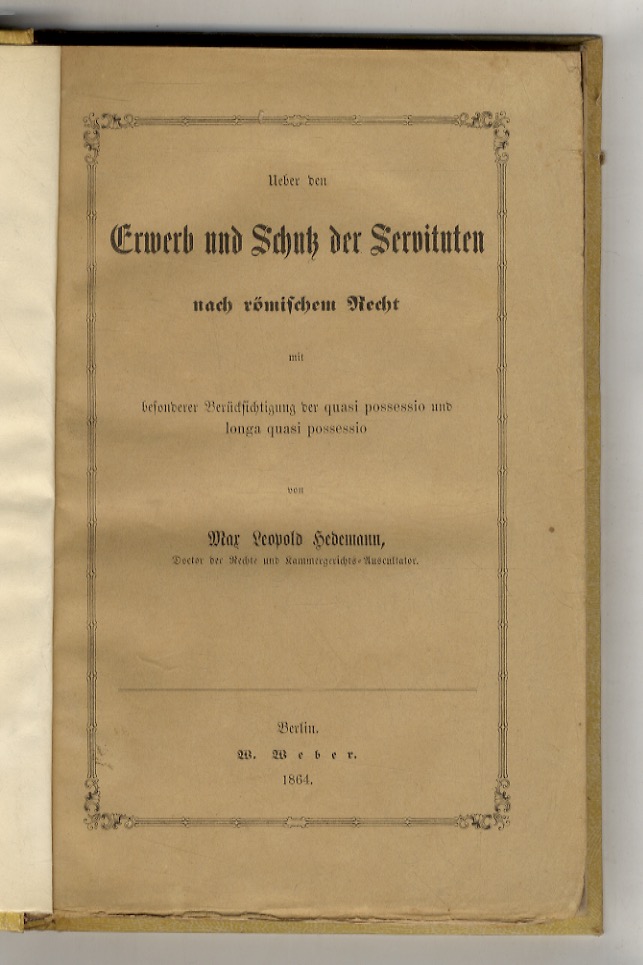 Ueber den
Erwerb und Schutz der Servituten
nach römischem Recht
mit
besonderer Berücksichtigung der quasi possessio und
longa quasi possessio
von
Max Leopold Hedemann,
Doctor der Rechte und Kammergerichts-Auscultator.
Berlin.
W. Weber.
1864.